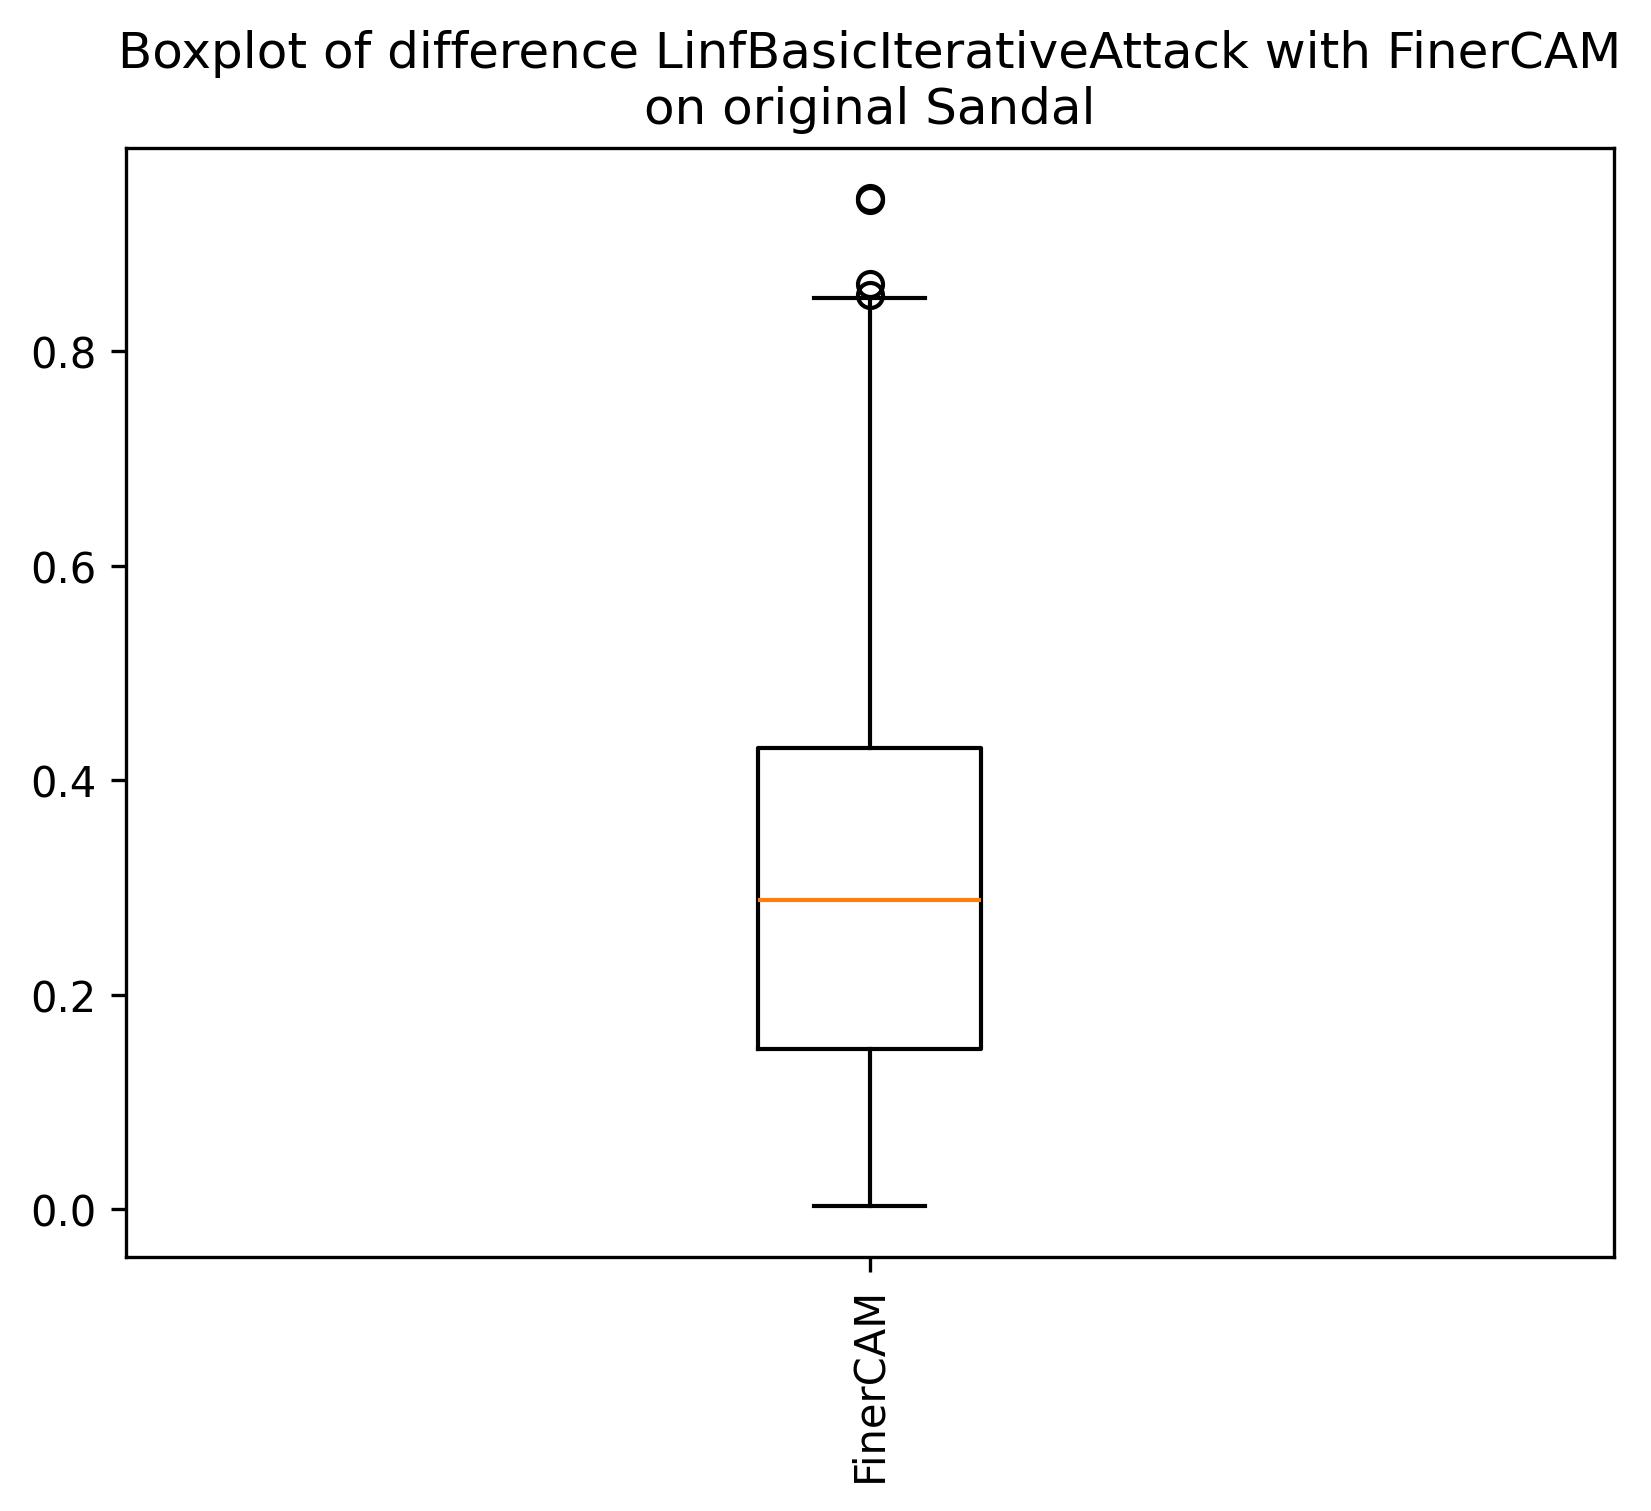 Boxplot of difference LinfBasicIterativeAttack with FinerCAM
on original Sandal
0.8
0.6
0.4
0.2
0.0
FinerCAM